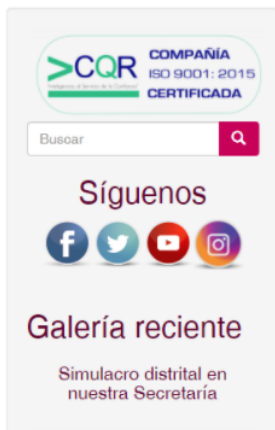 CQR
COMPAÑÍA
ISO 9001: 2015
CERTIFICADA
Buscar
Síguenos
Galería reciente
Simulacro distrital en
nuestra Secretaría